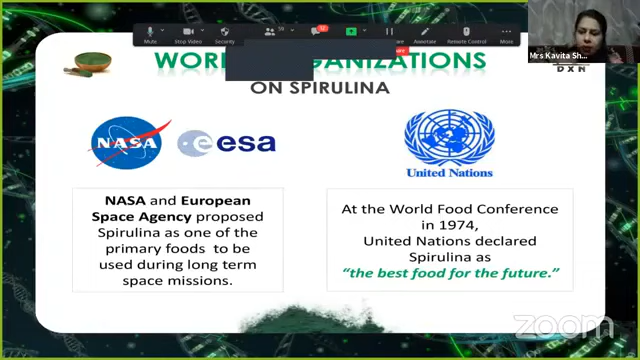 Mute
Stop Video
Security
Annotate
Remote Control
More
Mrs Kavita Sh...
DXN
ON SPIRULINA
NASA
esa
United Nations
NASA and European
Space Agency proposed
Spirulina as one of the
primary foods to be
used during long term
space missions.
At the World Food Conference
in 1974,
United Nations declared
Spirulina as
“the best food for the future.”
zoom